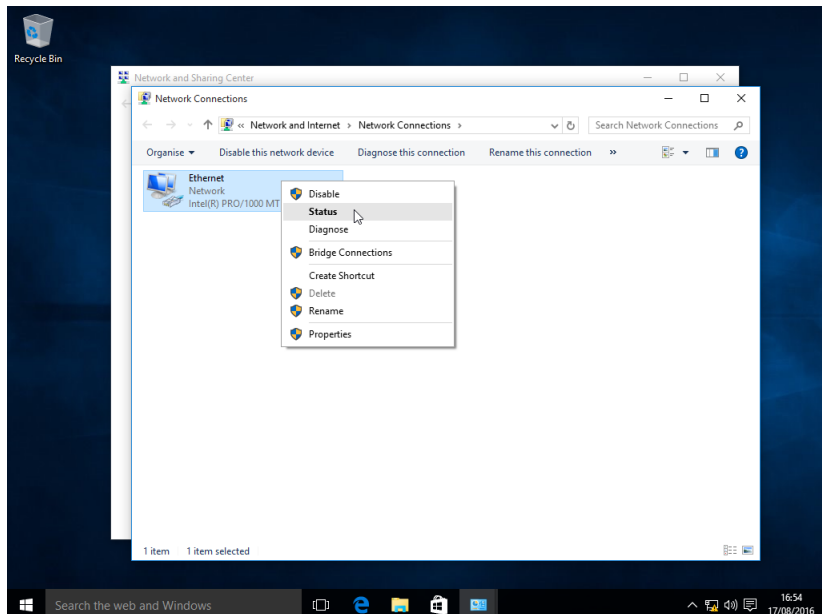 Recycle Bin
Network and Sharing Center
Network Connections
« Network and Internet > Network Connections >
Search Network Connections
Organise
Disable this network device
Diagnose this connection
Rename this connection
»
Ethernet
Network
Intel(R) PRO/1000 MT
Disable
Status
Diagnose
Bridge Connections
Create Shortcut
Delete
Rename
Properties
1 item 1 item selected
Search the web and Windows
16:54
17/08/2016